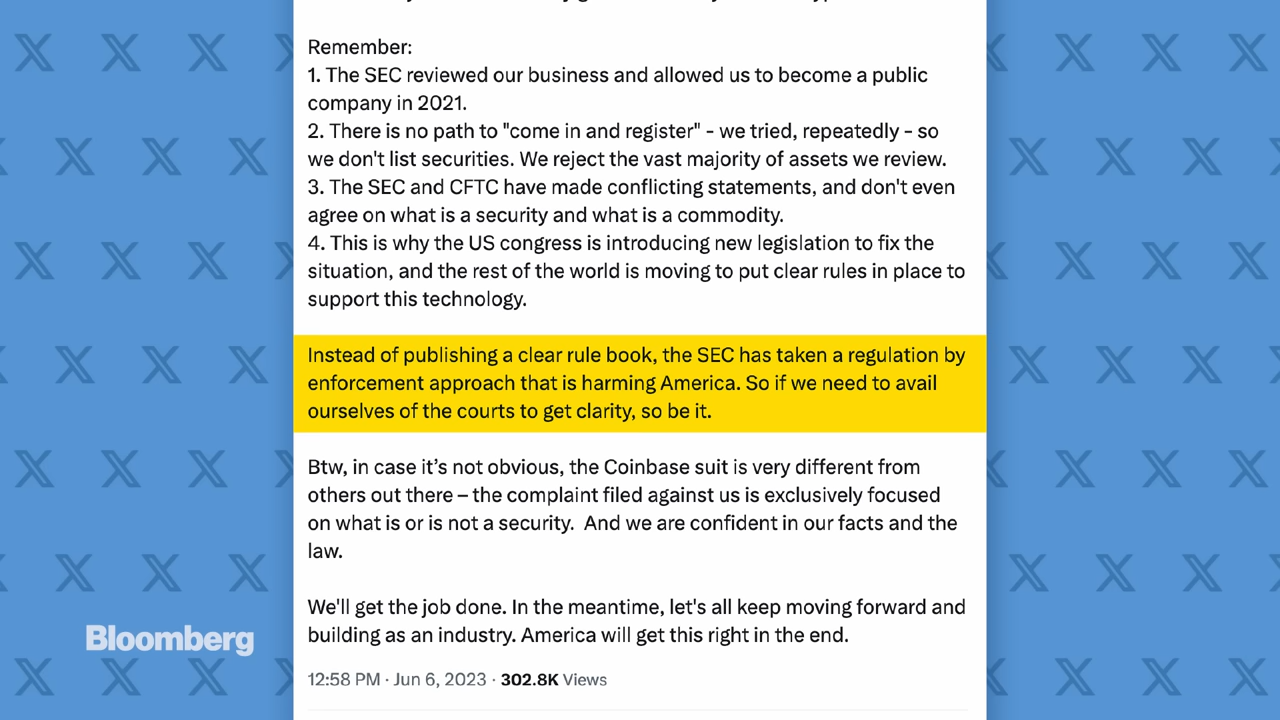 Remember:
1. The SEC reviewed our business and allowed us to become a public
company in 2021.
2. There is no path to "come in and register" - we tried, repeatedly - so
we don't list securities. We reject the vast majority of assets we review.
3. The SEC and CFTC have made conflicting statements, and don't even
agree on what is a security and what is a commodity.
4. This is why the US congress is introducing new legislation to fix the
situation, and the rest of the world is moving to put clear rules in place to
support this technology.
Instead of publishing a clear rule book, the SEC has taken a regulation by
enforcement approach that is harming America. So if we need to avail
ourselves of the courts to get clarity, so be it.
Btw, in case it’s not obvious, the Coinbase suit is very different from
others out there – the complaint filed against us is exclusively focused
on what is or is not a security.  And we are confident in our facts and the
law.
We'll get the job done. In the meantime, let's all keep moving forward and
building as an industry. America will get this right in the end.
12:58 PM · Jun 6, 2023 · 302.8K Views
Bloomberg